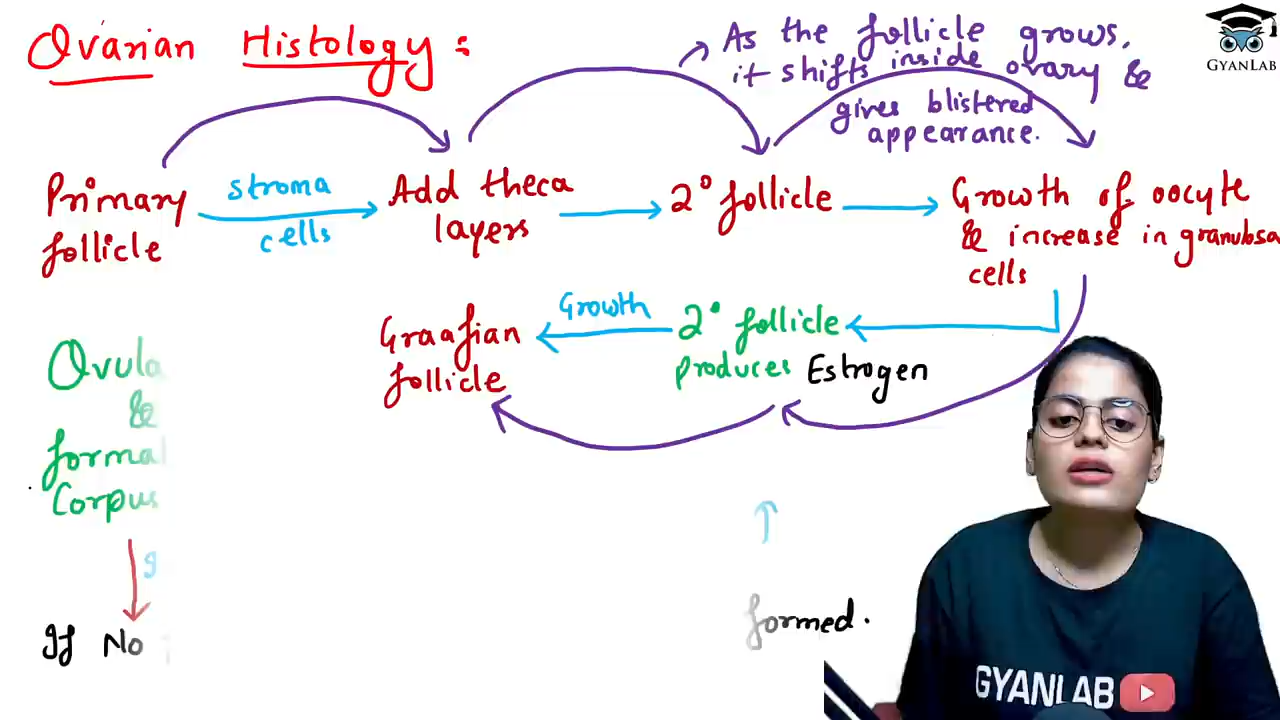 Ovarian Histology :
As the follicle grows,
it shifts inside ovary &
gives blistered
appearance.
GYANLAB
Primary
follicle
stroma
cells
Add theca
layers
2° follicle
Growth of oocyte
& increase in granulosa
cells
Graafian
follicle
Growth
2° follicle
produces Estrogen
Ovula
&
forma
Corpus
If No
formed.
GYANLAB